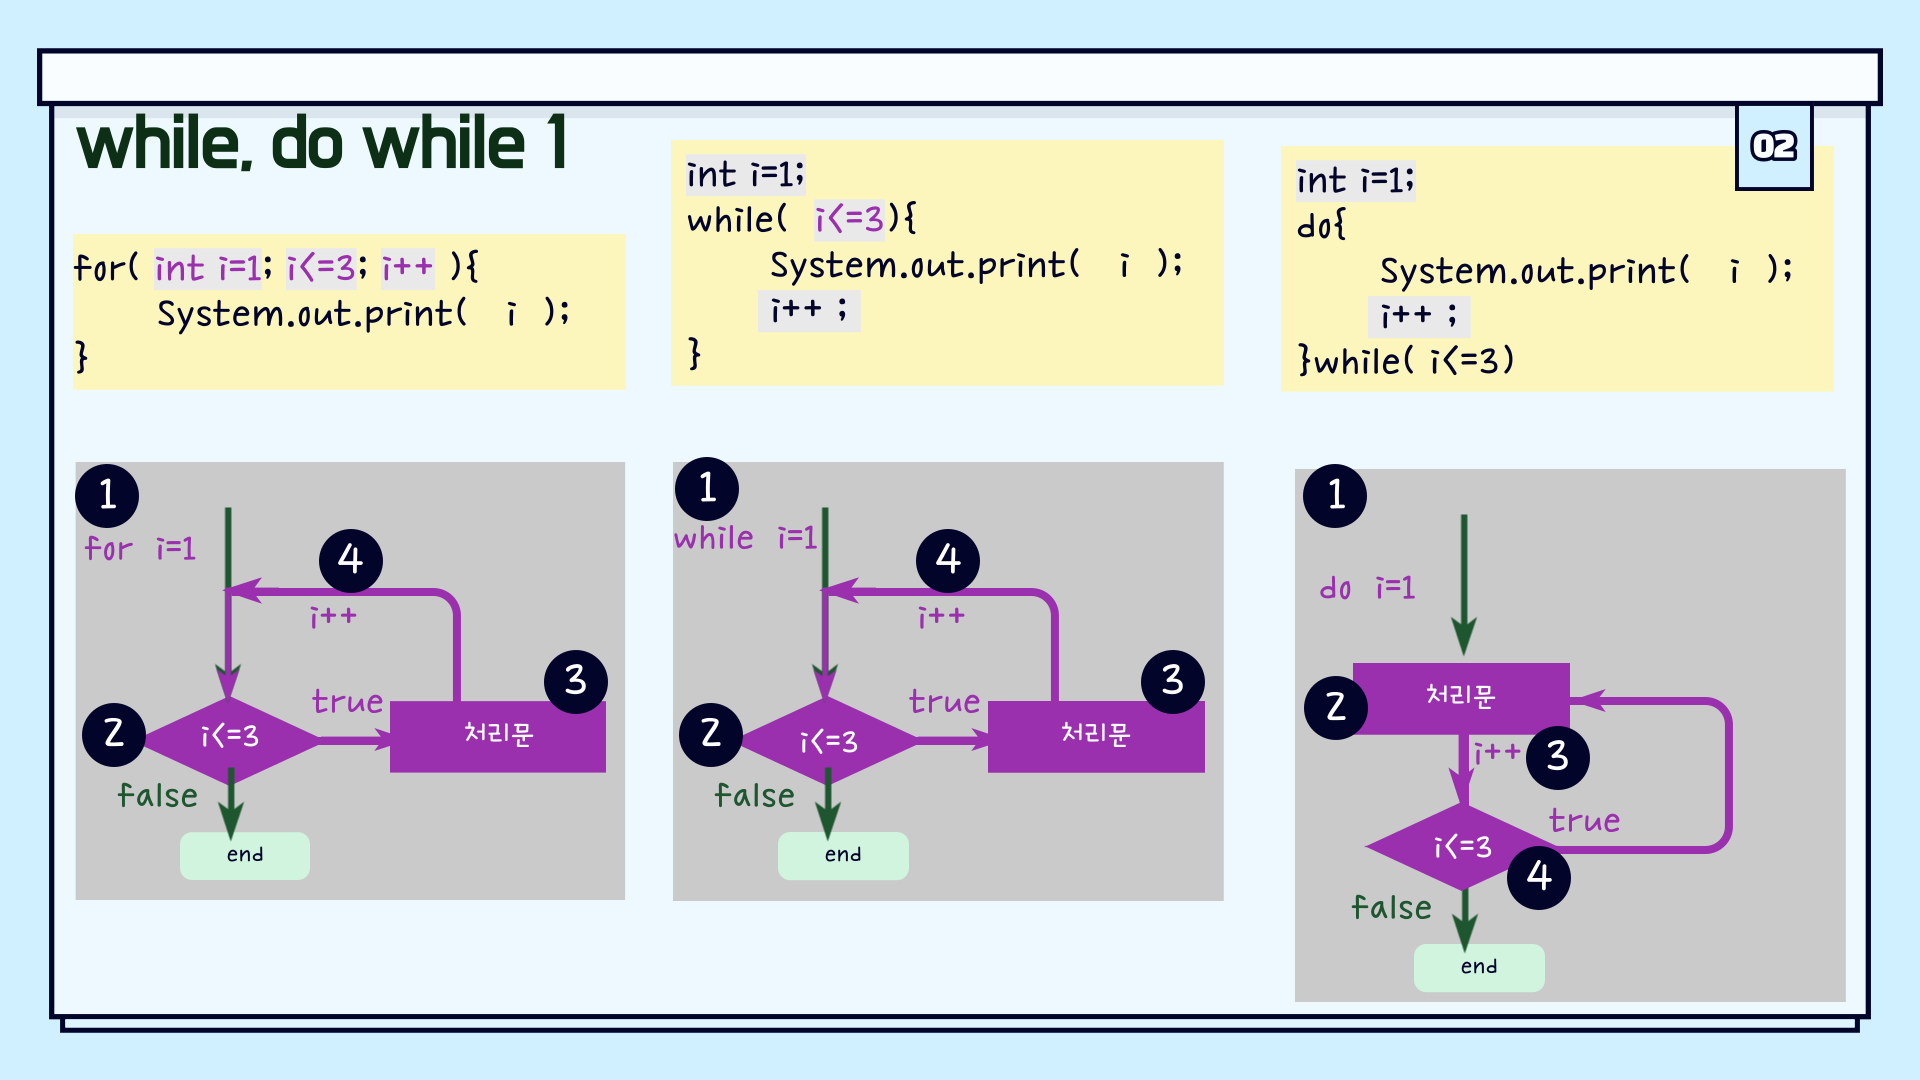 while, do while 1
02
for( int i=1; i<=3; i++ ){
System.out.print( i );
}
int i=1;
while( i<=3){
System.out.print( i );
i++ ;
}
int i=1;
do{
System.out.print( i );
i++ ;
}while( i<=3)
1
for i=1
4
i++
3
true
처리문
2
i<=3
false
end
1
while i=1
4
i++
3
true
처리문
2
i<=3
false
end
1
do i=1
처리문
2
i++
3
true
i<=3
4
false
end